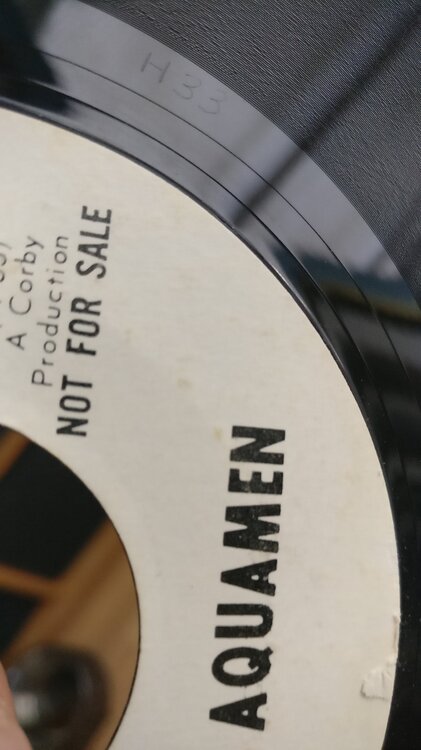 H33
A Corby
Production
NOT FOR SALE
AQUAMEN